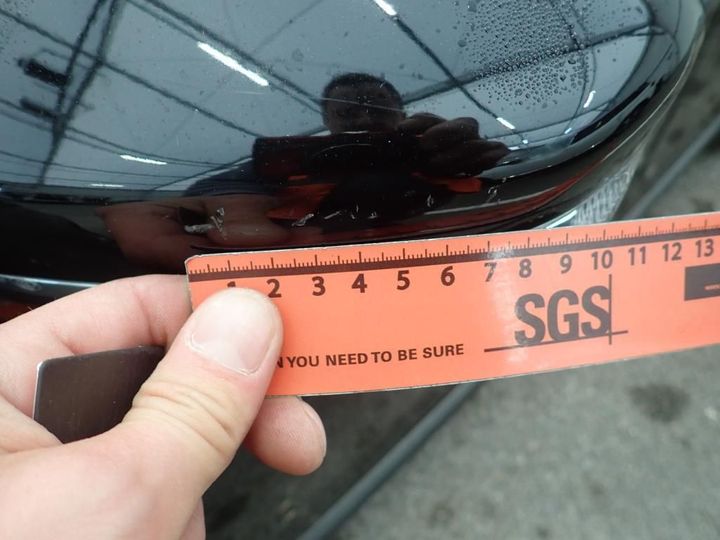 1 2 3 4 5 6 7 8 9 10 11 12 13
SGS
N YOU NEED TO BE SURE